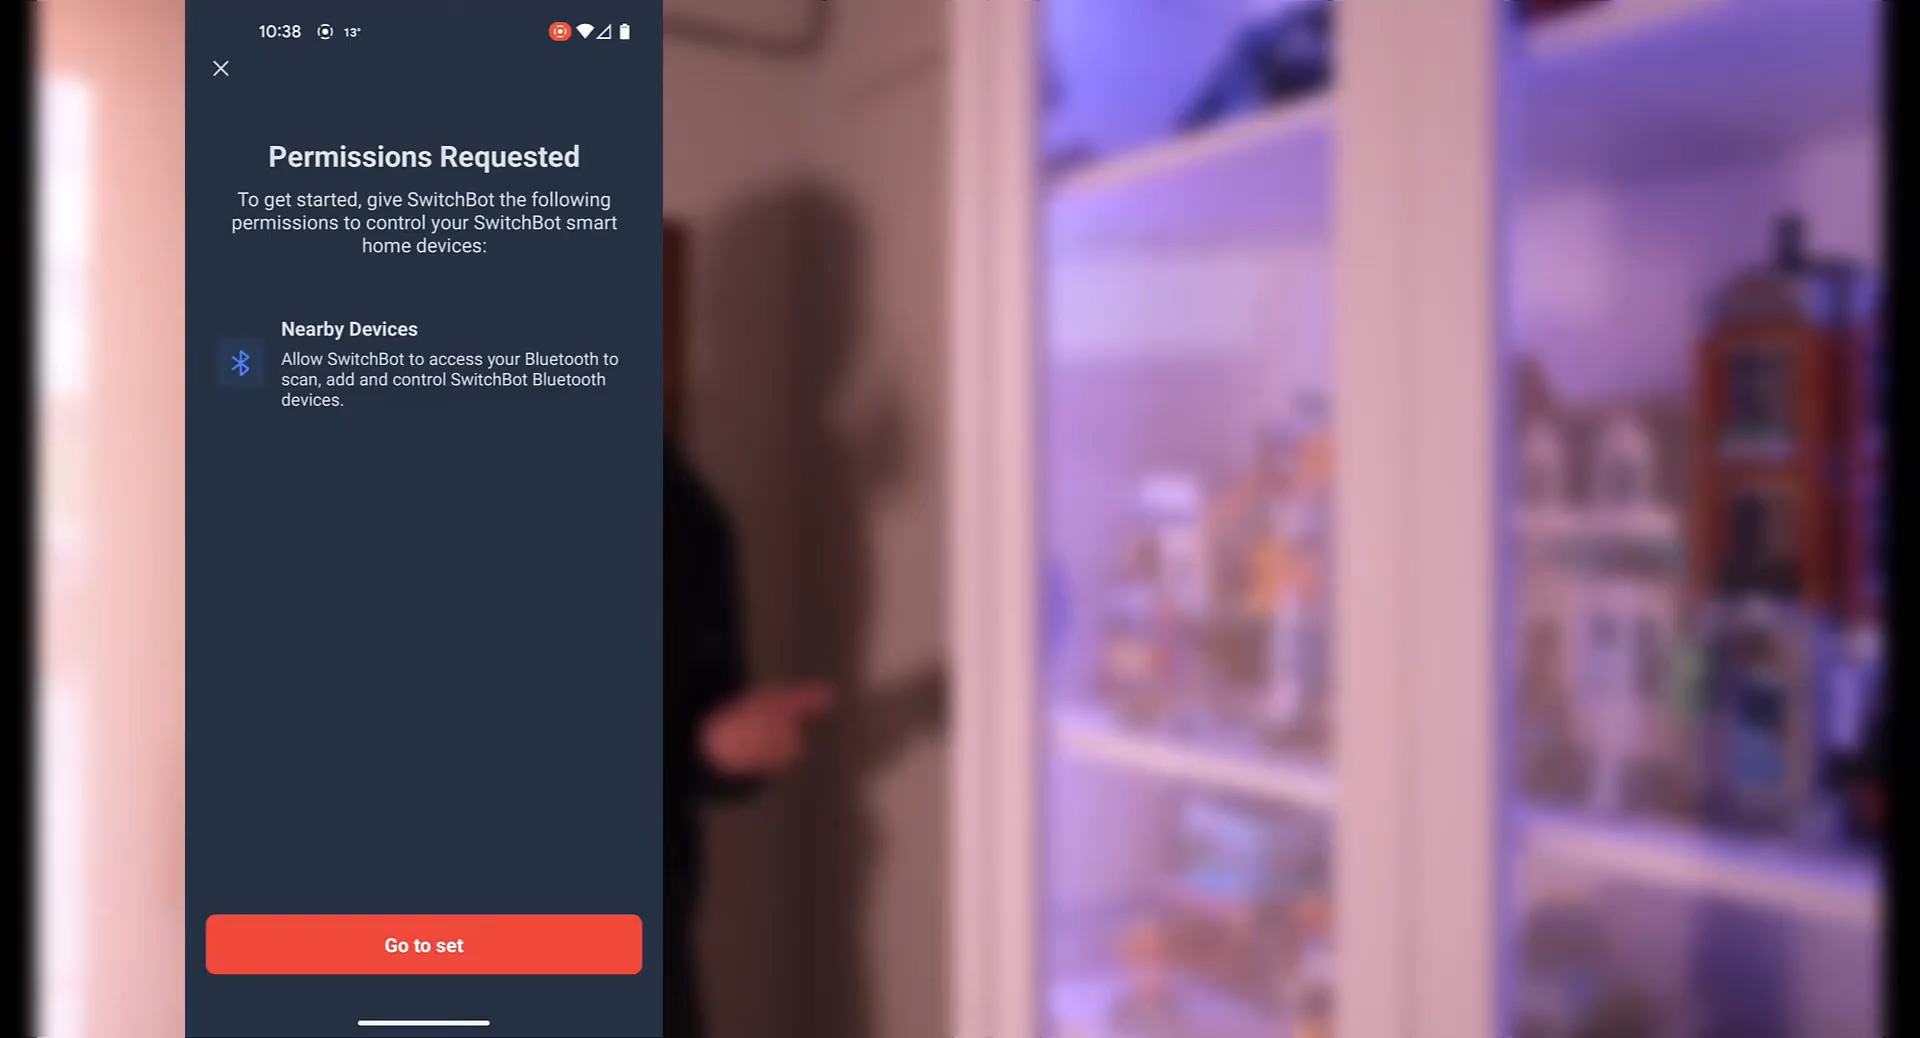 10:38 13°
Permissions Requested
To get started, give SwitchBot the following
permissions to control your SwitchBot smart
home devices:
Nearby Devices
Allow SwitchBot to access your Bluetooth to
scan, add and control SwitchBot Bluetooth
devices.
Go to set